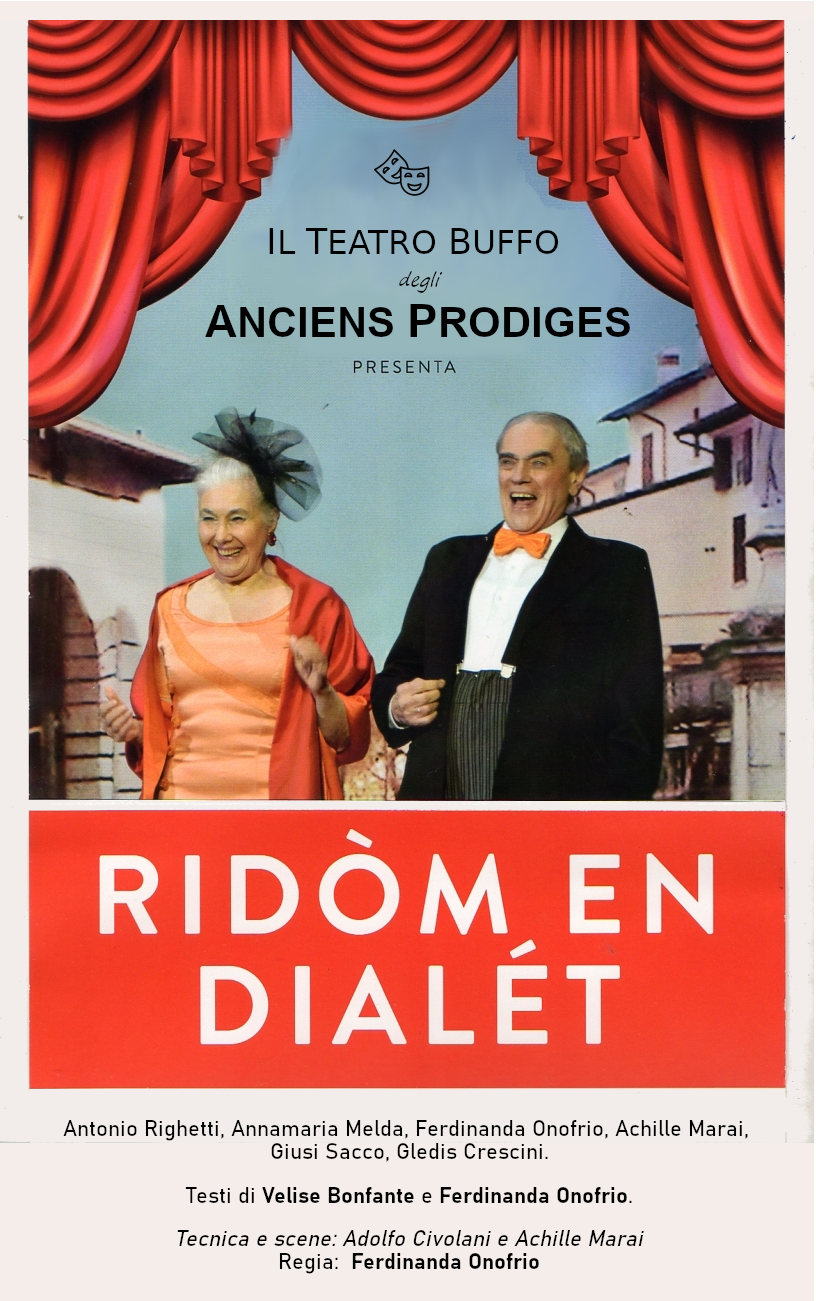 IL TEATRO BUFFO
degli
ANCIENS PRODIGES
PRESENTA
RIDÒM EN
DIALÉT
Antonio Righetti, Annamaria Melda, Ferdinanda Onofrio, Achille Marai,
Giusi Sacco, Gledis Crescini.
Testi di Velise Bonfante e Ferdinanda Onofrio.
Tecnica e scene: Adolfo Civolani e Achille Marai
Regia: Ferdinanda Onofrio